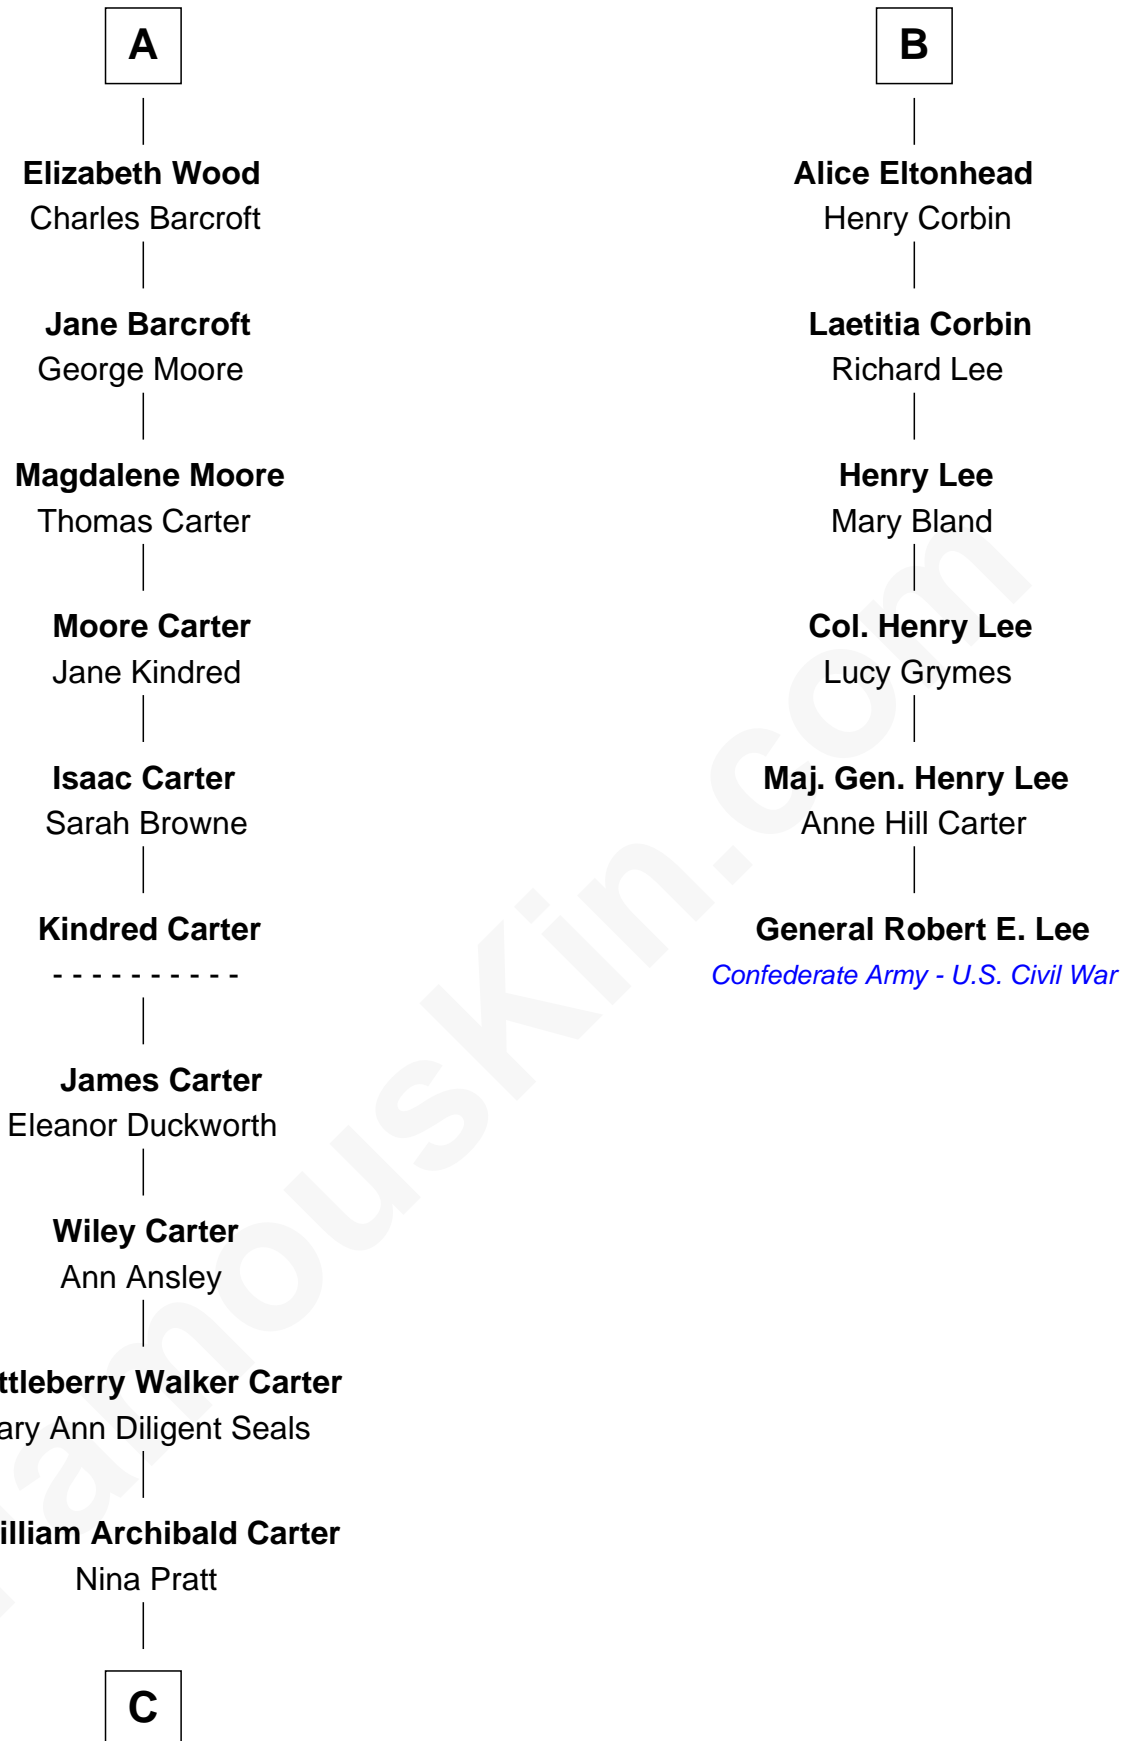 A
Elizabeth Wood
Charles Barcroft
Jane Barcroft
George Moore
Magdalene Moore
Thomas Carter
Moore Carter
Jane Kindred
Isaac Carter
Sarah Browne
Kindred Carter
- - - - - - - - - -
James Carter
Eleanor Duckworth
Wiley Carter
Ann Ansley
ttleberry Walker Carter
ary Ann Diligent Seals
illiam Archibald Carter
Nina Pratt
C
B
Alice Eltonhead
Henry Corbin
Laetitia Corbin
Richard Lee
Henry Lee
Mary Bland
Col. Henry Lee
Lucy Grymes
Maj. Gen. Henry Lee
Anne Hill Carter
General Robert E. Lee
Confederate Army - U.S. Civil War
FamousKin.com